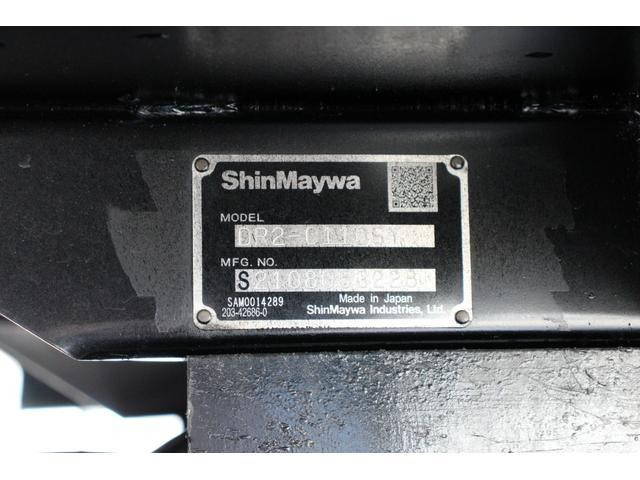 ShinMaywa
MODEL
MFG. NO.
SAM0014289
203-42686-0
Made in Japan
ShinMaywa Industries, Ltd.